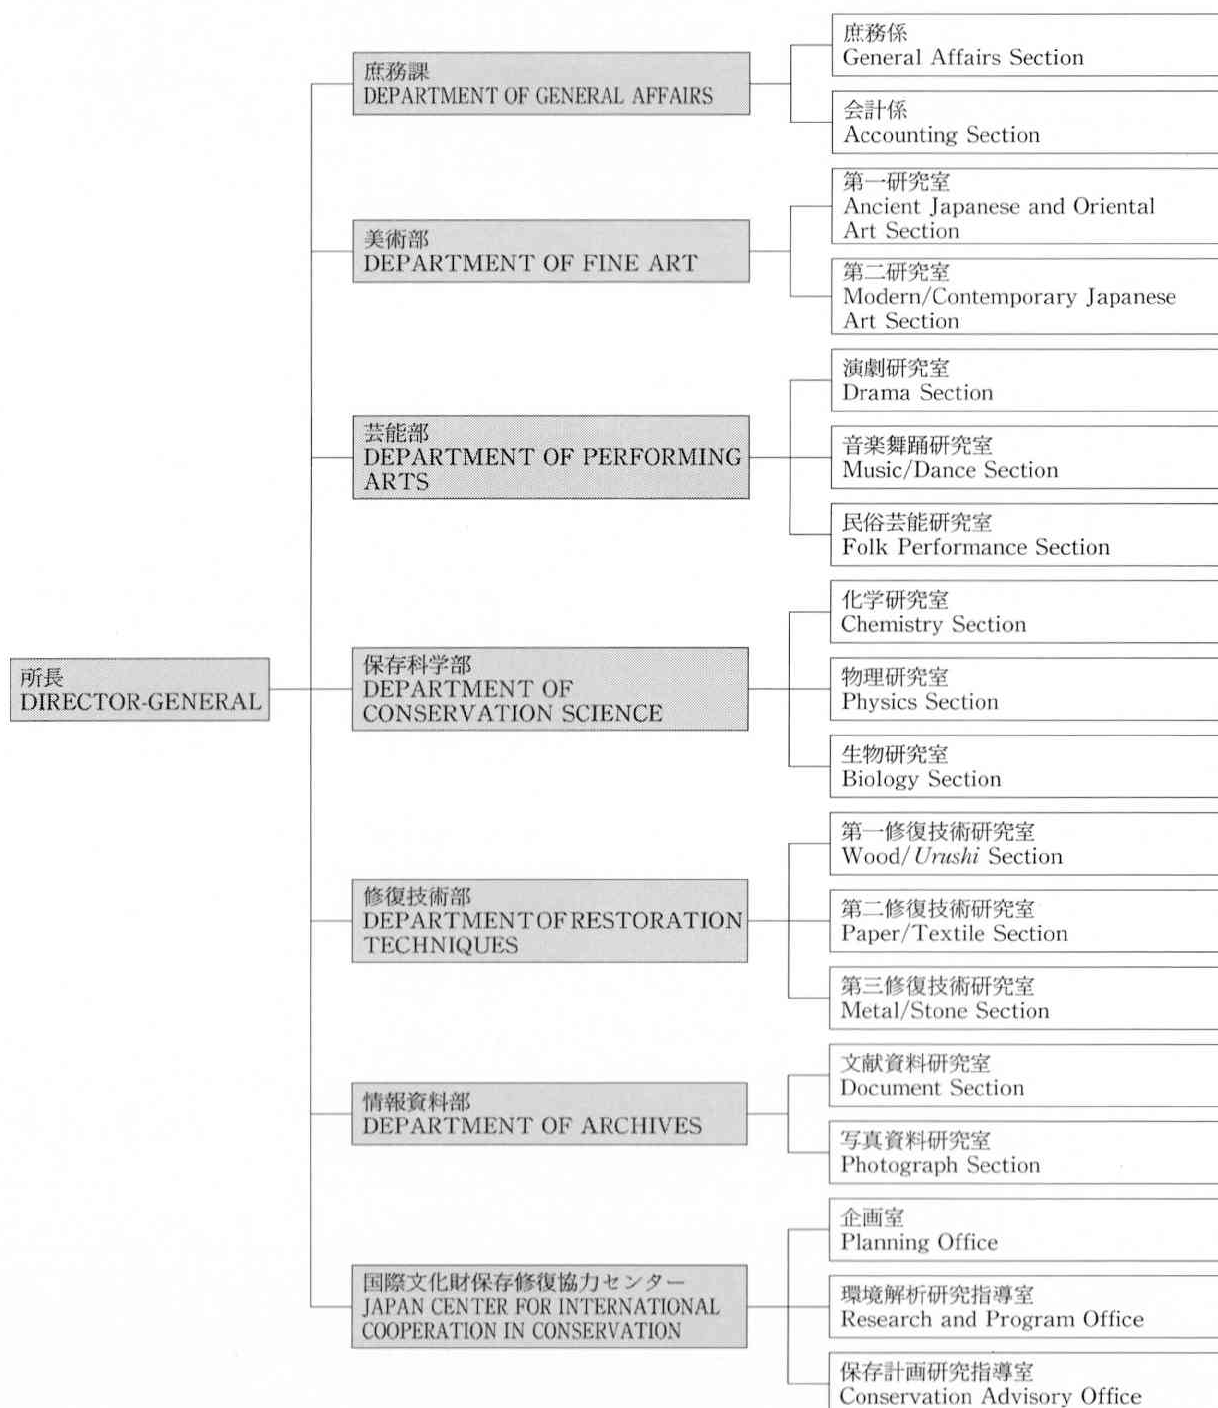 所長
DIRECTOR-GENERAL
庶務課
DEPARTMENT OF GENERAL AFFAIRS
庶務係
General Affairs Section
会計係
Accounting Section
美術部
DEPARTMENT OF FINE ART
第一研究室
Ancient Japanese and Oriental
Art Section
第二研究室
Modern/Contemporary Japanese
Art Section
芸能部
DEPARTMENT OF PERFORMING
ARTS
演劇研究室
Drama Section
音楽舞踊研究室
Music/Dance Section
民俗芸能研究室
Folk Performance Section
保存科学部
DEPARTMENT OF
CONSERVATION SCIENCE
化学研究室
Chemistry Section
物理研究室
Physics Section
生物研究室
Biology Section
修復技術部
DEPARTMENT OF RESTORATION
TECHNIQUES
第一修復技術研究室
Wood/Urushi Section
第二修復技術研究室
Paper/Textile Section
第三修復技術研究室
Metal/Stone Section
情報資料部
DEPARTMENT OF ARCHIVES
文献資料研究室
Document Section
写真資料研究室
Photograph Section
国際文化財保存修復協力センター
JAPAN CENTER FOR INTERNATIONAL
COOPERATION IN CONSERVATION
企画室
Planning Office
環境解析研究指導室
Research and Program Office
保存計画研究指導室
Conservation Advisory Office